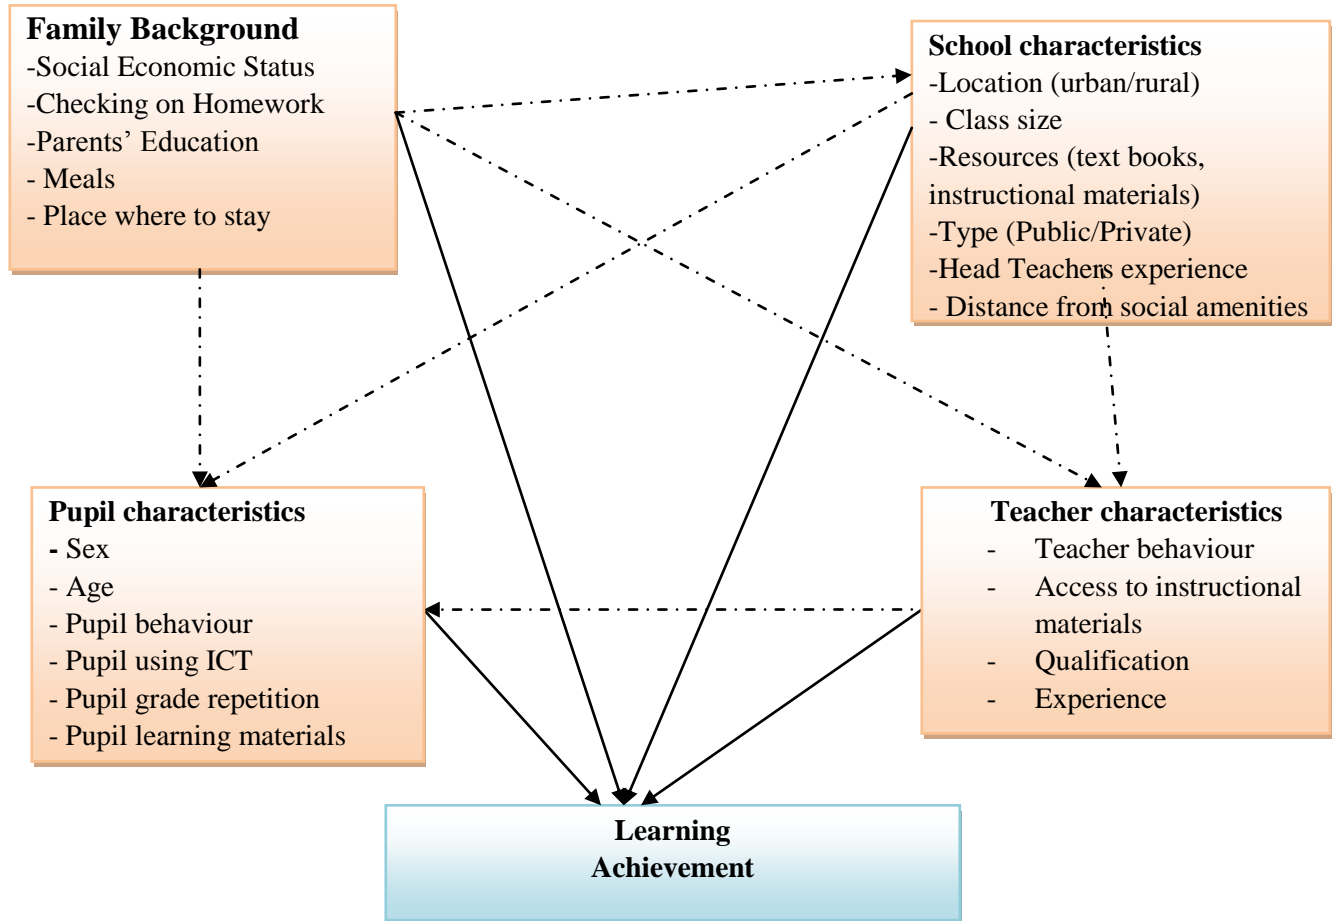 Family Background
-Social Economic Status
-Checking on Homework
-Parents’ Education
- Meals
- Place where to stay
School characteristics
-Location (urban/rural)
- Class size
-Resources (text books,
instructional materials)
-Type (Public/Private)
-Head Teachers experience
- Distance from social amenities
Pupil characteristics
- Sex
- Age
- Pupil behaviour
- Pupil using ICT
- Pupil grade repetition
- Pupil learning materials
Teacher characteristics
- Teacher behaviour
- Access to instructional
materials
- Qualification
- Experience
Learning
Achievement